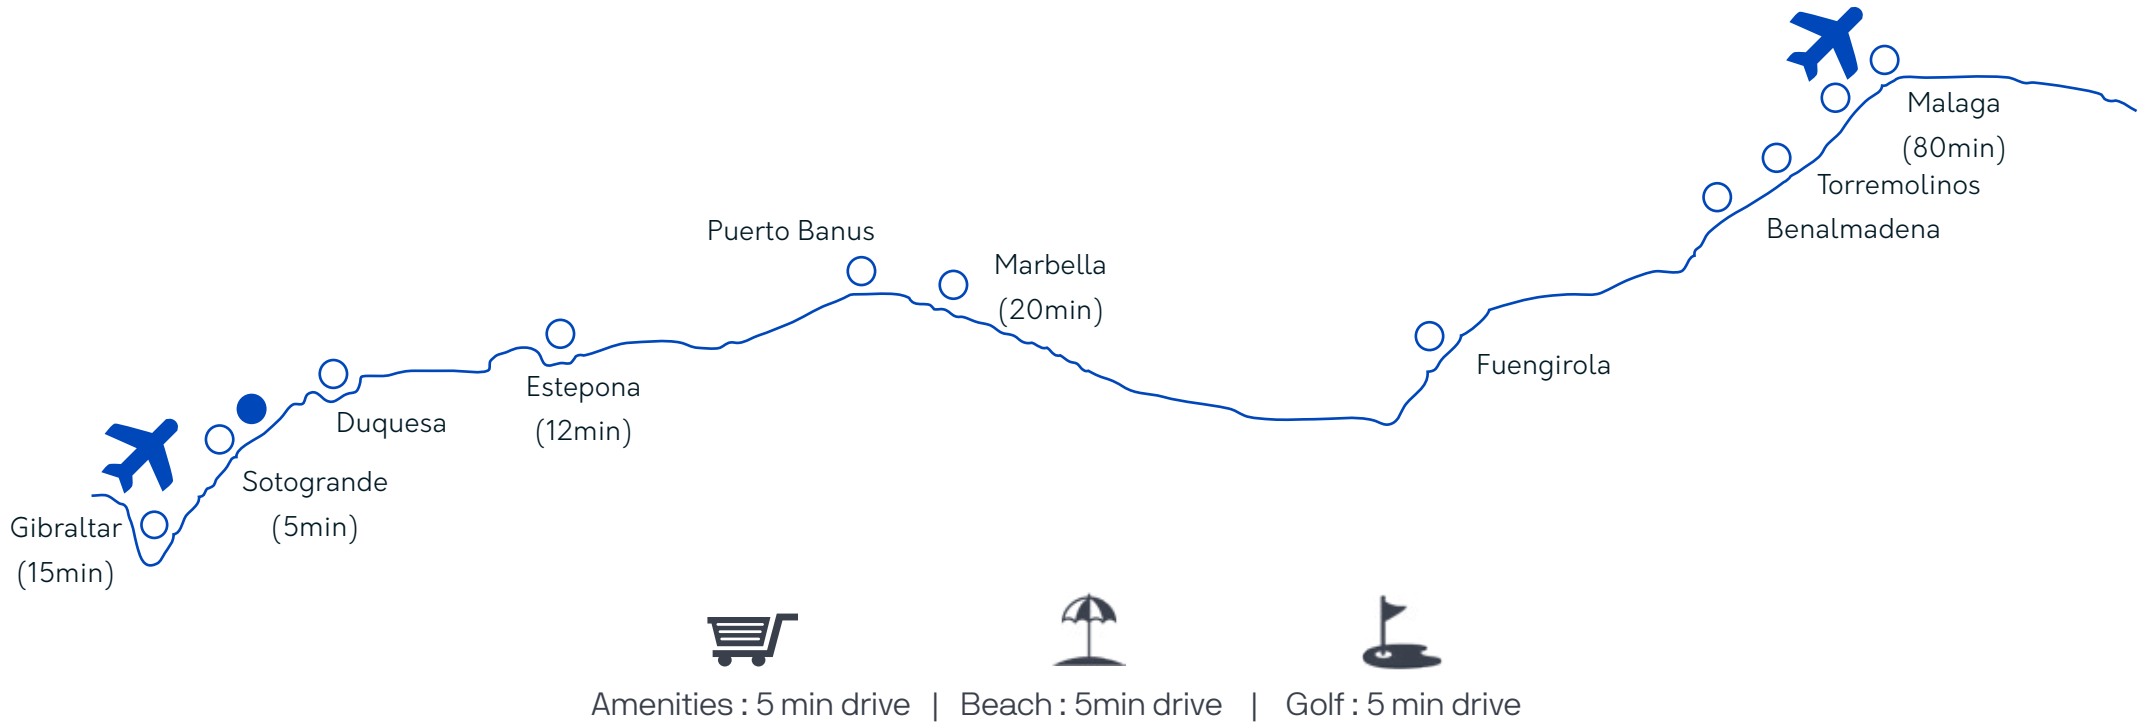 Malaga
(80min)
Torremolinos
Benalmadena
Puerto Banus
Marbella
(20min)
Fuengirola
Estepona
(12min)
Duquesa
Sotogrande
(5min)
Gibraltar
(15min)
Amenities : 5 min drive | Beach : 5min drive | Golf : 5 min drive